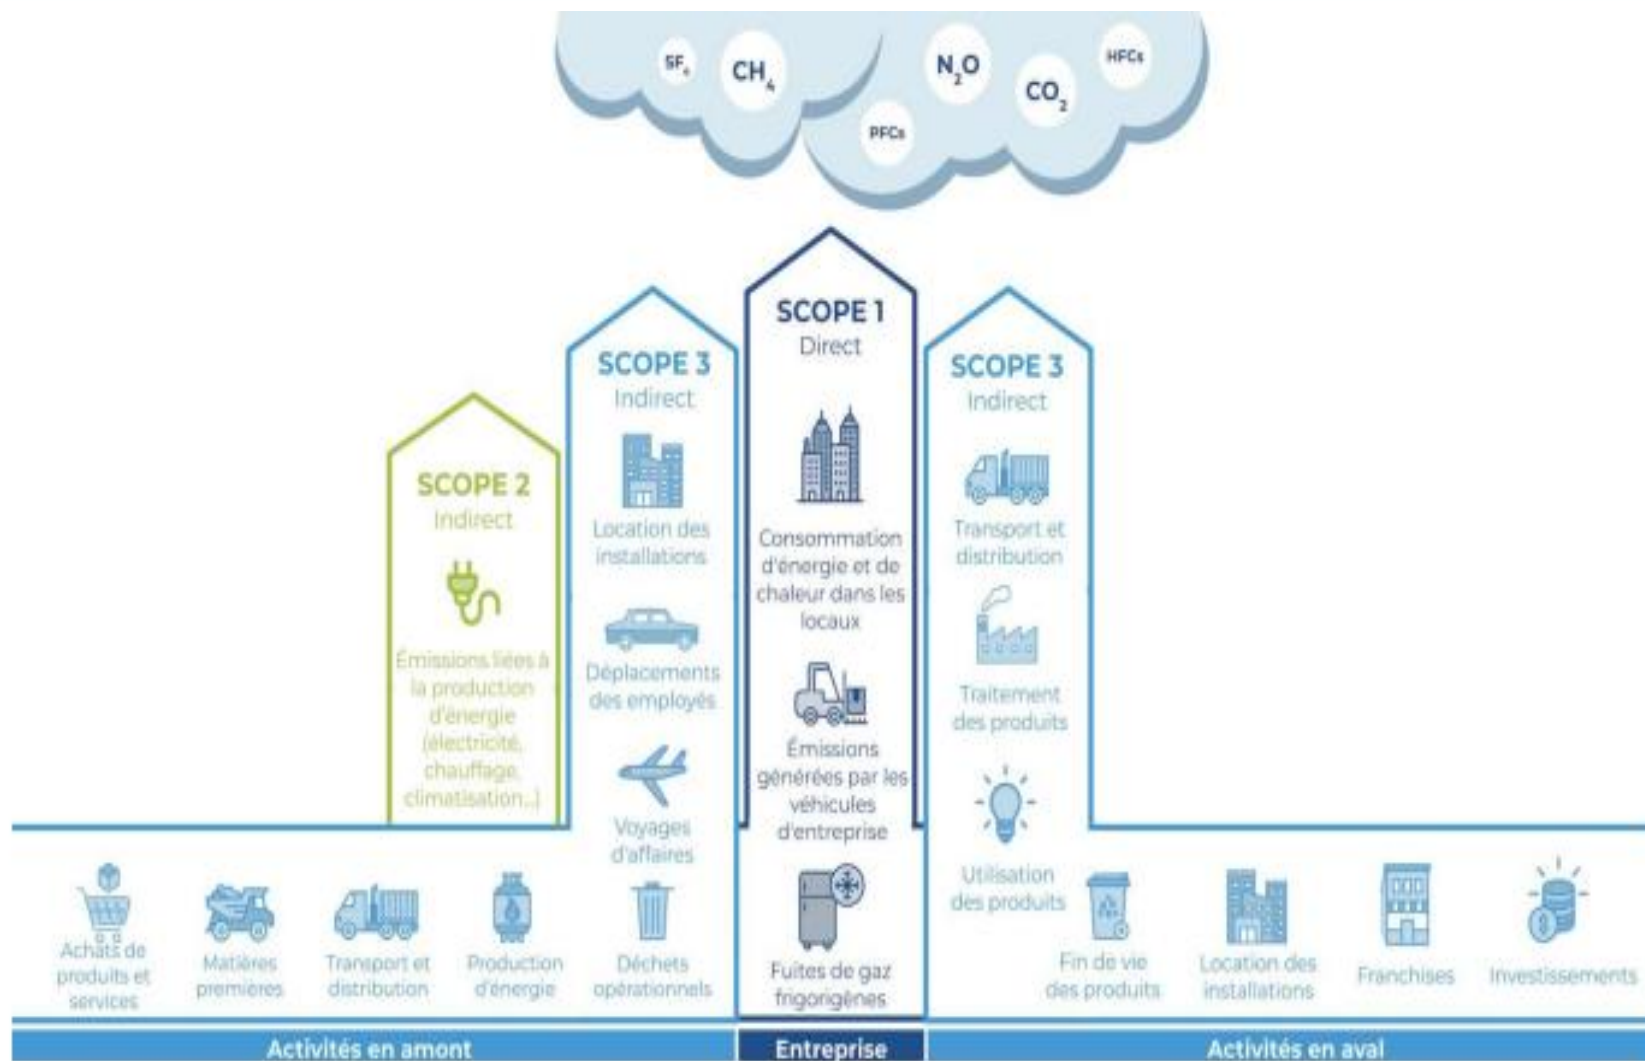 SF₆
CH₄
N₂O
CO₂
HFCs
PFCs
SCOPE 2
Indirect
Émissions liées à
la production
d'énergie
(électricité,
chauffage,
climatisation...)
SCOPE 3
Indirect
Location des
installations
Déplacements
des employés
Voyages
d'affaires
Déchets
opérationnels
SCOPE 1
Direct
Consommation
d'énergie et de
chaleur dans les
locaux
Émissions
générées par les
véhicules
d'entreprise
Fuites de gaz
frigorigènes
SCOPE 3
Indirect
Transport et
distribution
Traitement
des produits
Utilisation
des produits
Achats de
produits et
services
Matières
premières
Transport et
distribution
Production
d'énergie
Fin de vie
des produits
Location des
installations
Franchises
Investissements
Activités en amont
Entreprise
Activités en aval